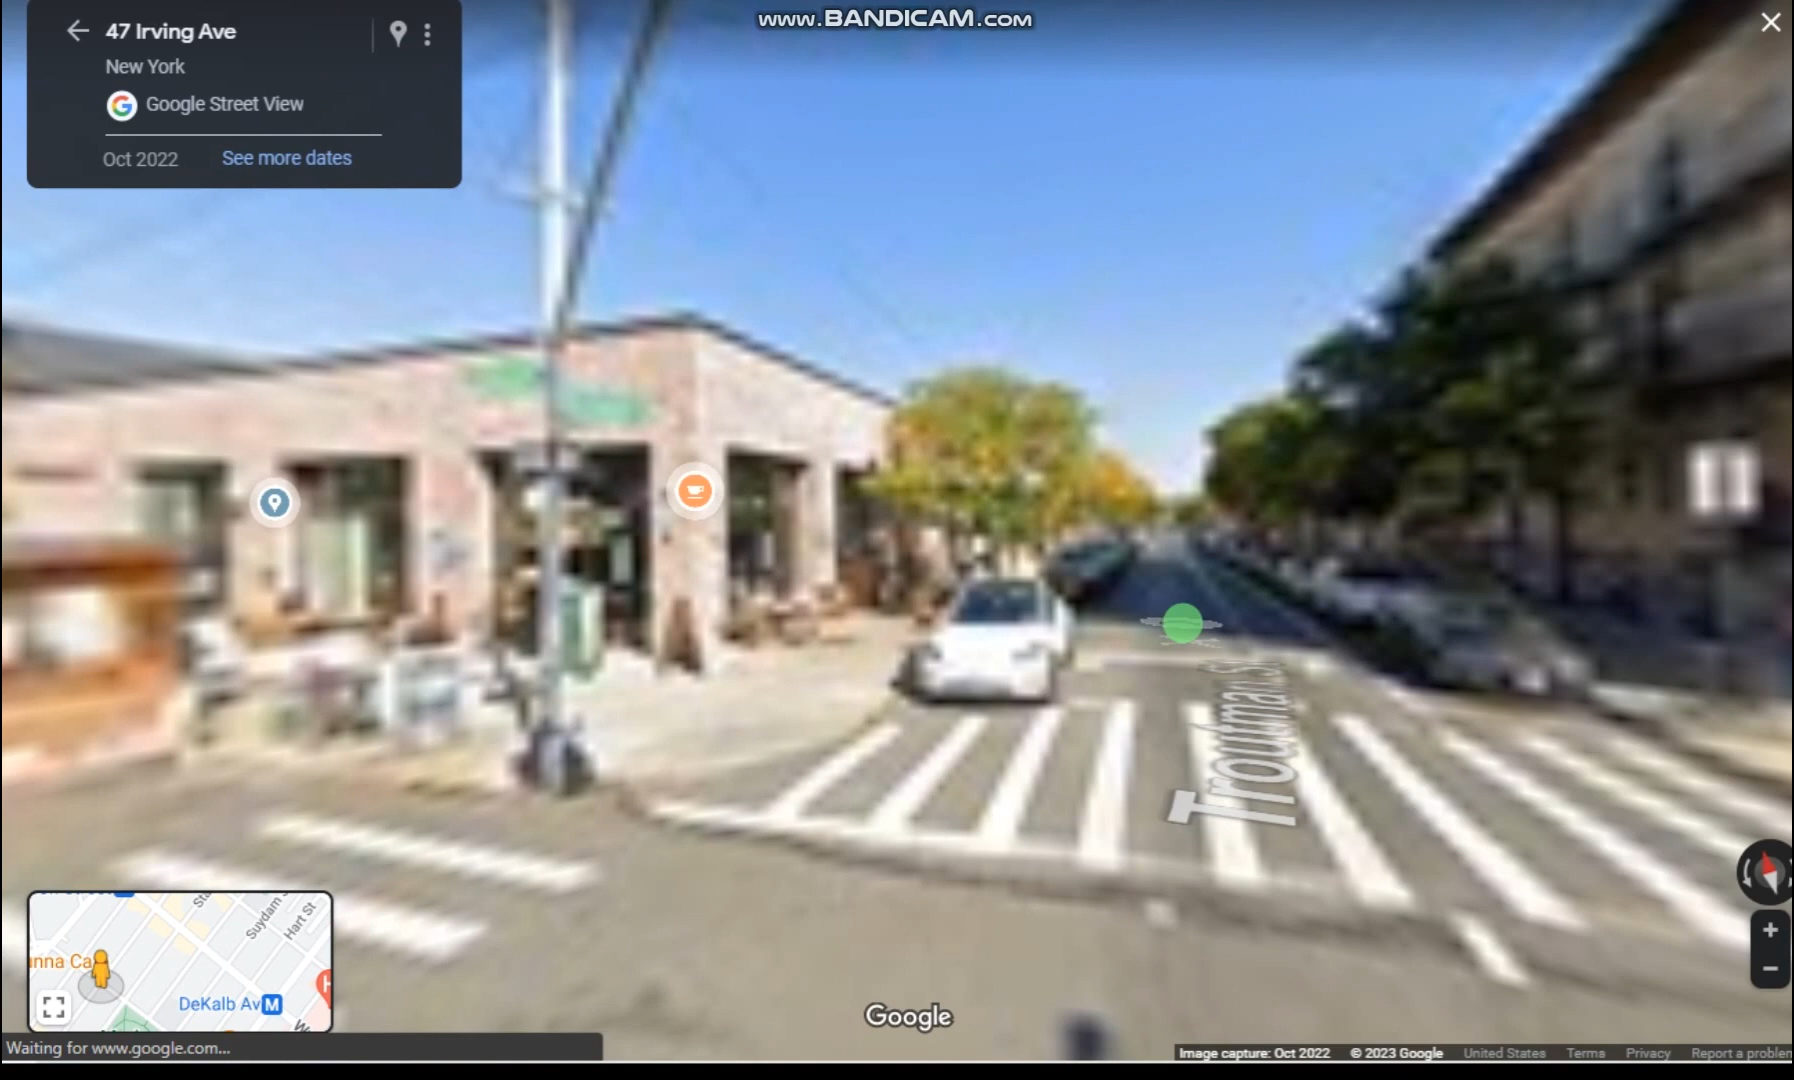 www.BANDICAM.com
47 Irving Ave
New York
Google Street View
Oct 2022
See more dates
Troutman St
Suydam
Hart St
DeKalb Av
M
Google
Waiting for www.google.com...
Image capture: Oct 2022 © 2023 Google United States Terms Privacy Report a problem